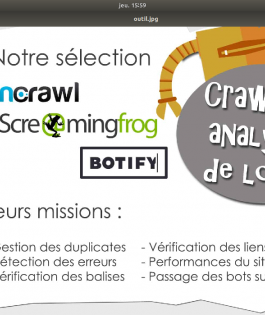 jeu. 15:59
outil.jpg
Notre sélection
ncrawl
Screamingfrog
BOTIFY
Craw
analy
de Lo
eurs missions :
Gestion des duplicates
Détection des erreurs
Vérification des balises
- Vérification des liens
- Performances du sit
- Passage des bots su